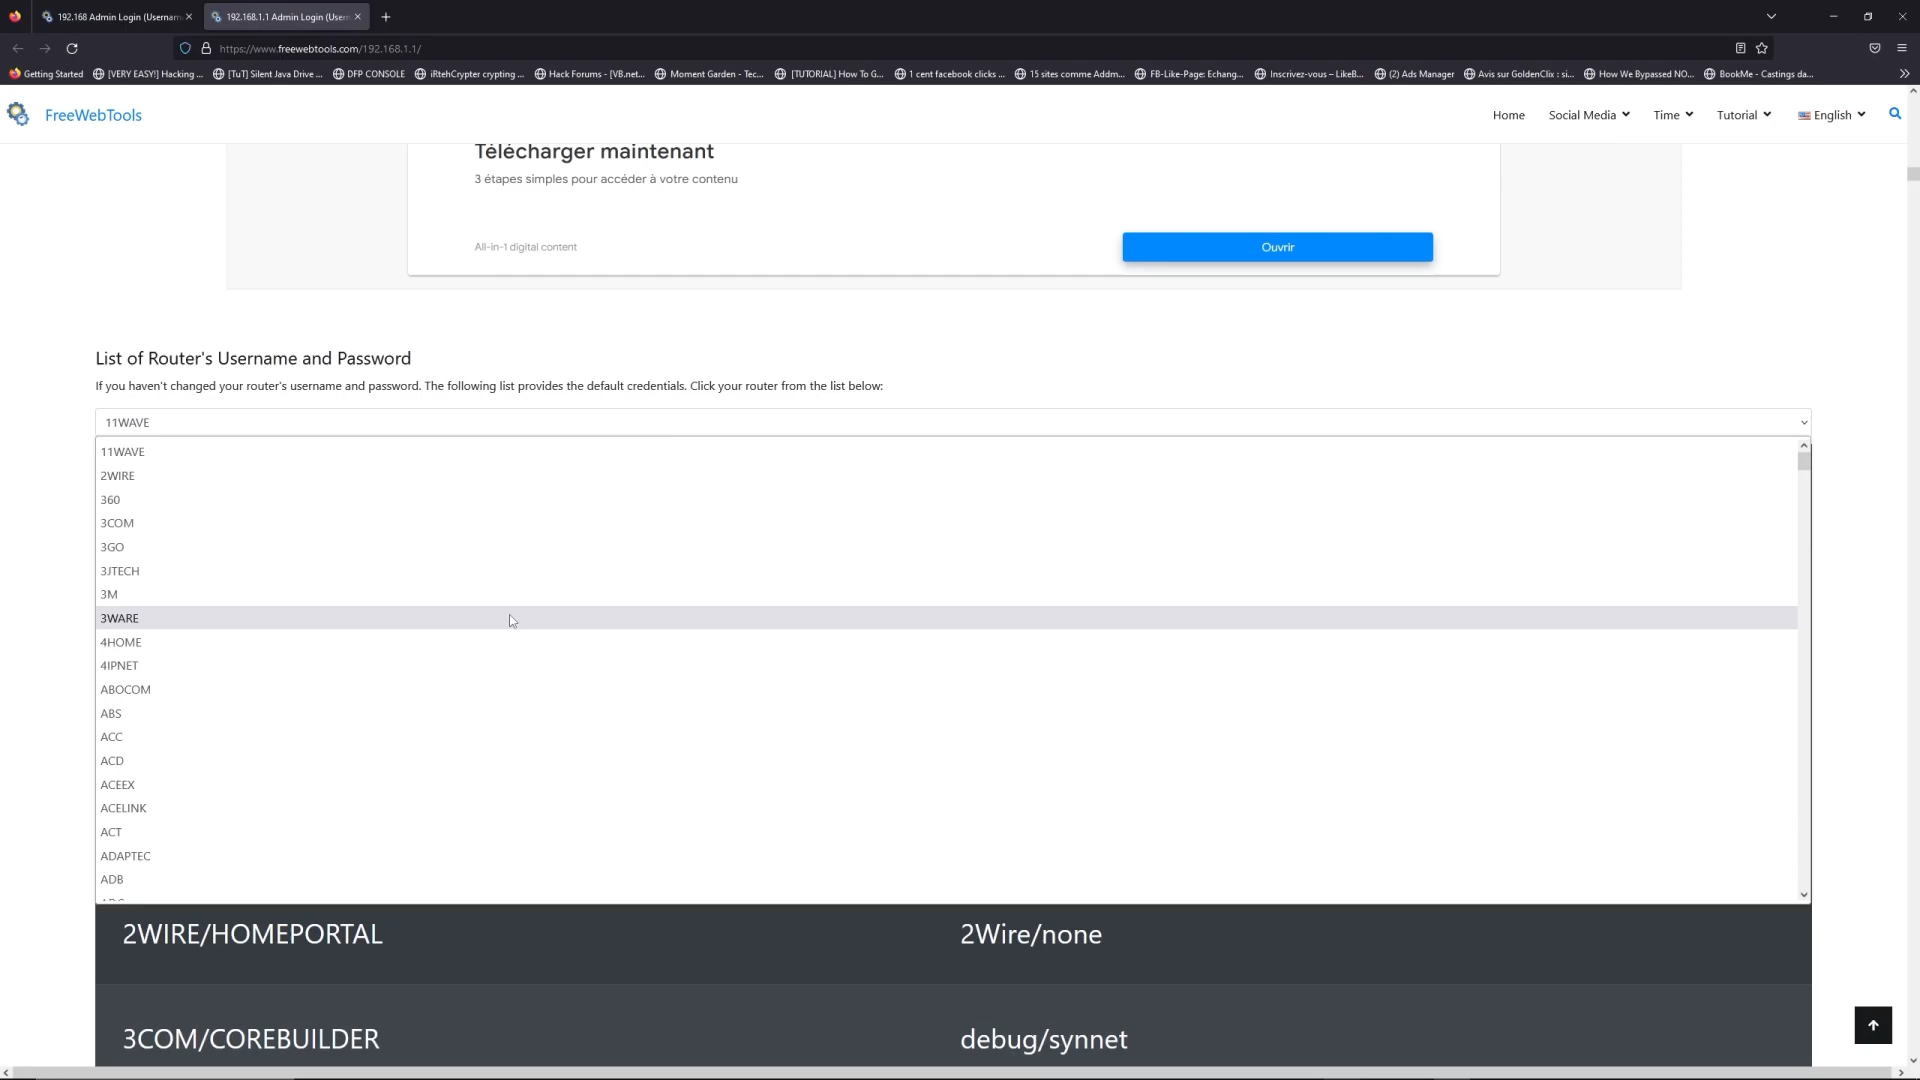 192.168 Admin Login (Usernam
192.168.1.1 Admin Login (Usern
https://www.freewebtools.com/192.168.1.1/
Getting Started
[VERY EASY!] Hacking ...
[TuT] Silent Java Drive ...
DFP CONSOLE
iRtehCrypter crypting ...
Hack Forums - [VB.net...
Moment Garden - Tec...
[TUTORIAL] How To G...
1 cent facebook clicks ...
15 sites comme Addm...
FB-Like-Page: Echang...
Inscrivez-vous – LikeB...
(2) Ads Manager
Avis sur GoldenClix : si...
How We Bypassed NO...
BookMe - Castings da...
FreeWebTools
Home
Social Media
Time
Tutorial
English
Télécharger maintenant
3 étapes simples pour accéder à votre contenu
All-in-1 digital content
Ouvrir
List of Router's Username and Password
If you haven't changed your router's username and password. The following list provides the default credentials. Click your router from the list below:
11WAVE
11WAVE
2WIRE
360
3COM
3GO
3JTECH
3M
3WARE
4HOME
4IPNET
ABOCOM
ABS
ACC
ACD
ACEEX
ACELINK
ACT
ADAPTEC
ADB
2WIRE/HOMEPORTAL
2Wire/none
3COM/COREBUILDER
debug/synnet